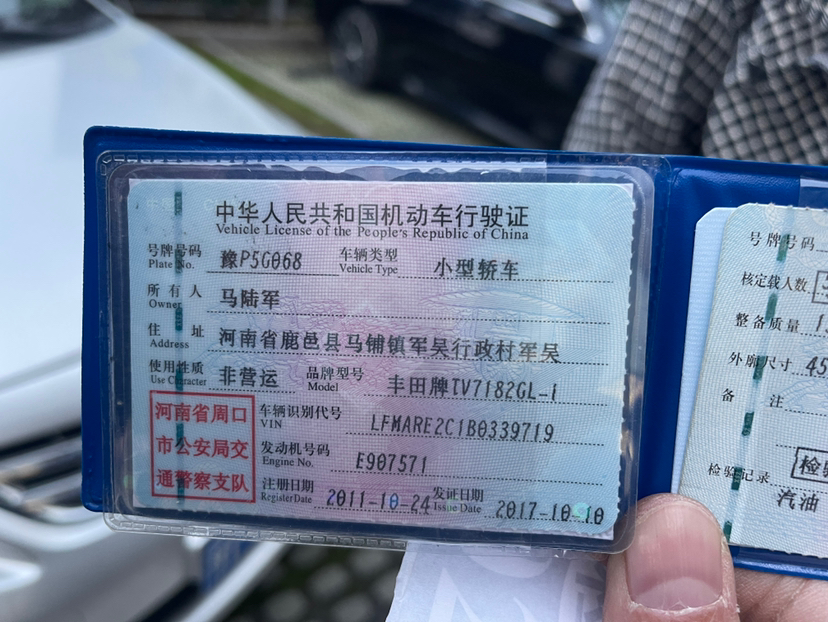 中华人民共和国机动车行驶证
Vehicle License of the People's Republic of China
号牌号码 豫P5G068 车辆类型 小型轿车
Plate No. Vehicle Type
所有人 马陆军
Owner
住址 河南省鹿邑县马铺镇军吴行政村军吴
Address
使用性质 非营运 品牌型号 丰田牌TV7182GL-i
Use Character Model
河南省周口
市公安局交
通警察支队
车辆识别代号 LFMARE2C1B0339719
VIN
发动机号码 E907571
Engine No.
注册日期 2011-10-24 发证日期 2017-10-10
Register Date Issue Date
号牌号码
核定载人数
整备质量
外廓尺寸 45
备注
检验记录
汽油